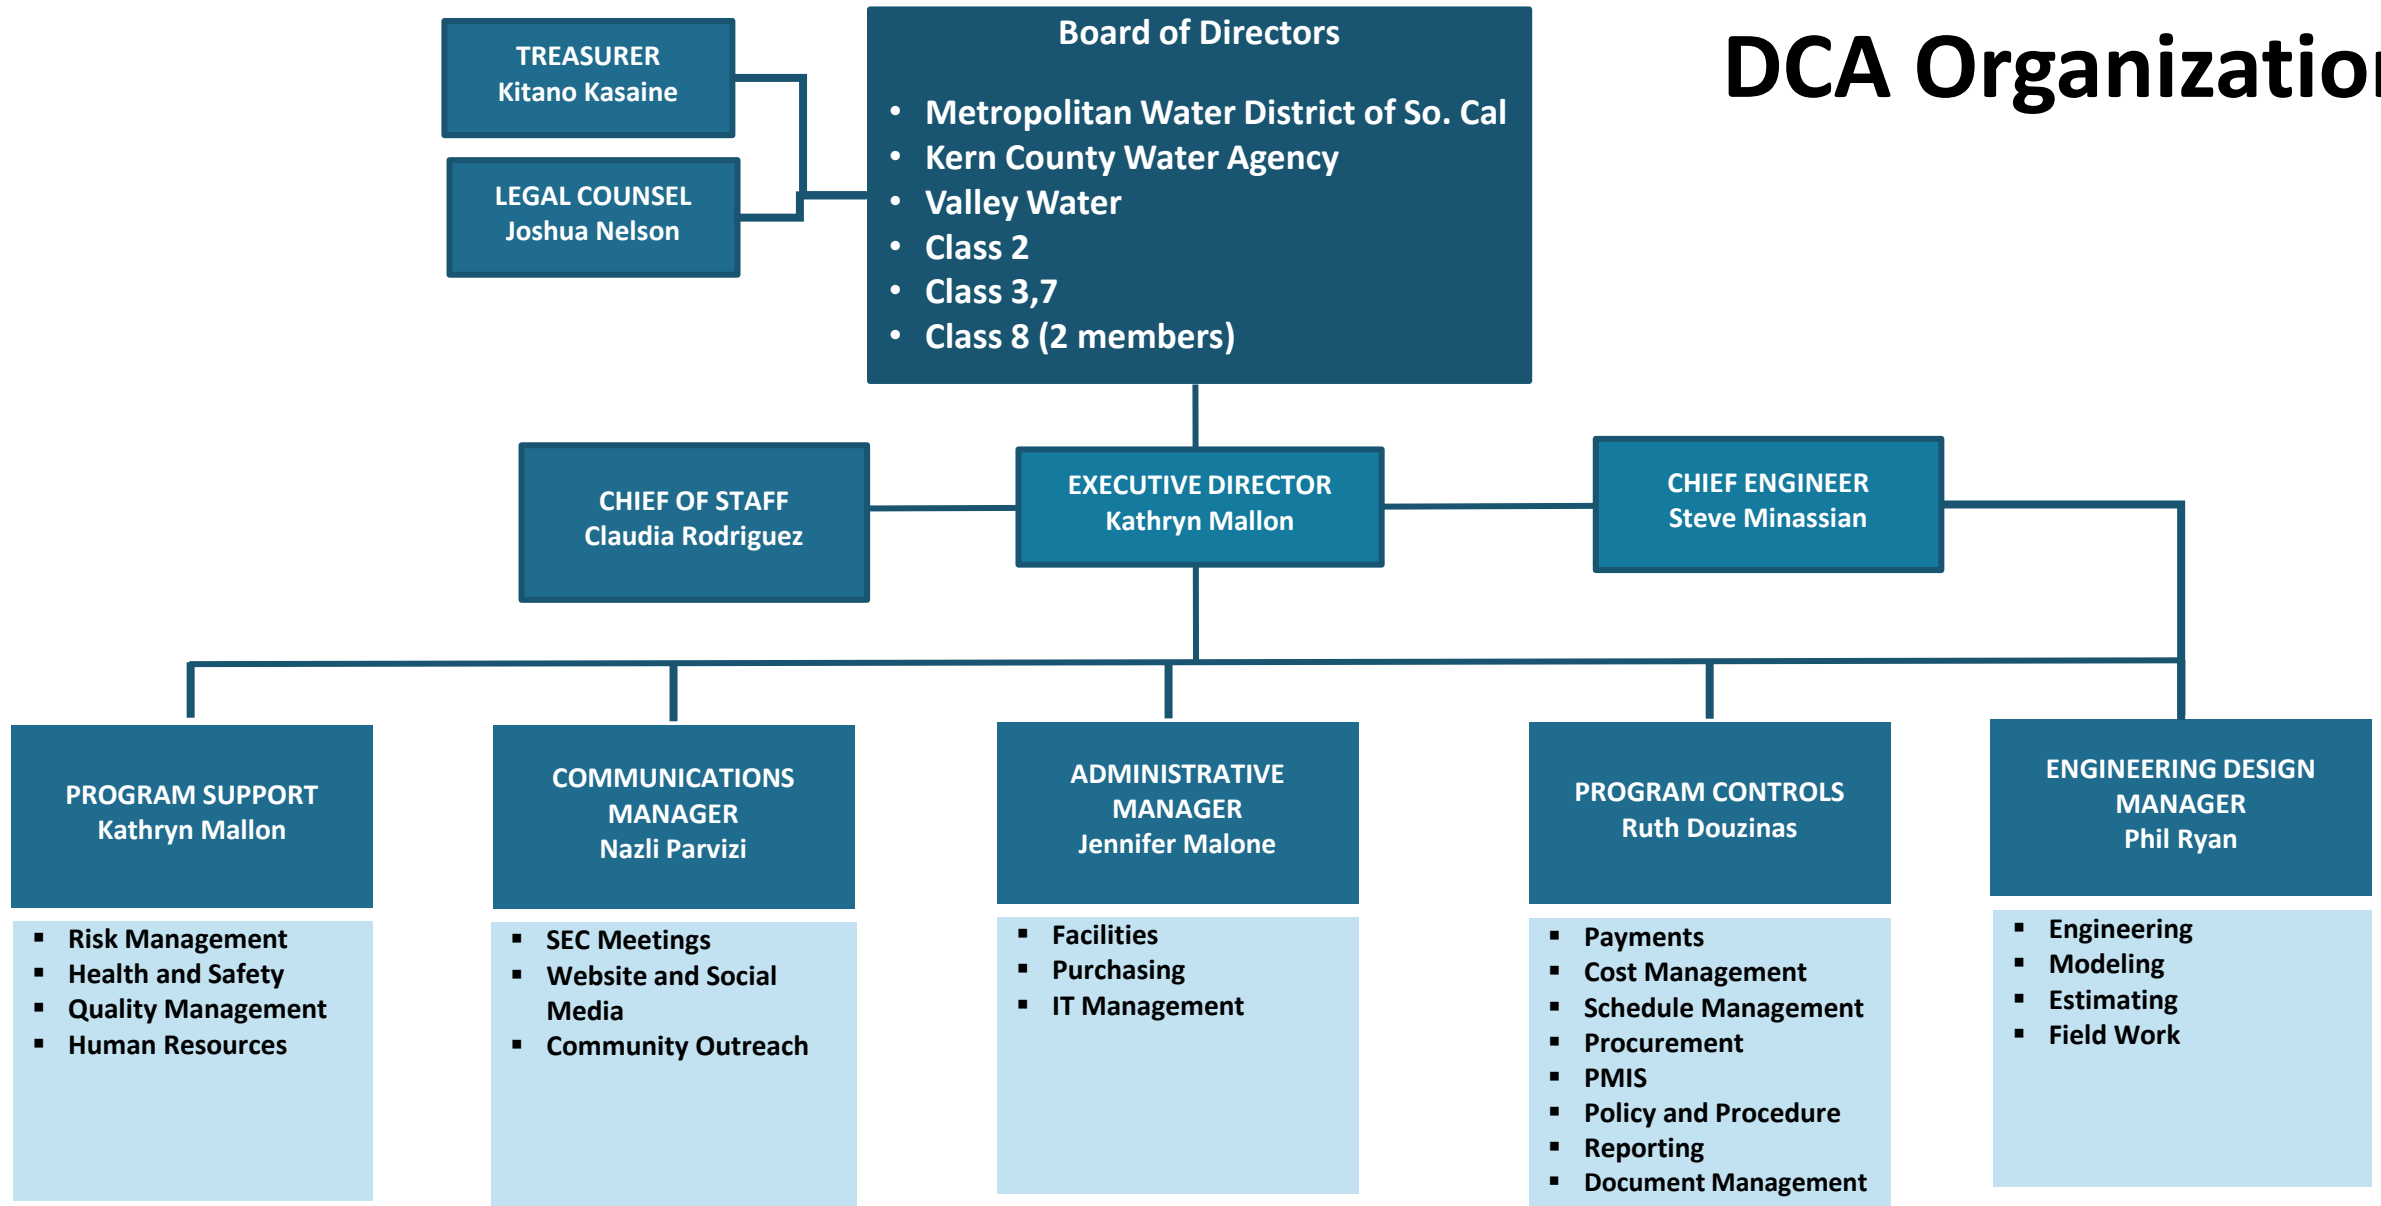 DCA Organization
TREASURER
Kitano Kasaine
LEGAL COUNSEL
Joshua Nelson
Board of Directors
• Metropolitan Water District of So. Cal
• Kern County Water Agency
• Valley Water
• Class 2
• Class 3,7
• Class 8 (2 members)
CHIEF OF STAFF
Claudia Rodriguez
EXECUTIVE DIRECTOR
Kathryn Mallon
CHIEF ENGINEER
Steve Minassian
PROGRAM SUPPORT
Kathryn Mallon
▪ Risk Management
▪ Health and Safety
▪ Quality Management
▪ Human Resources
COMMUNICATIONS
MANAGER
Nazli Parvizi
▪ SEC Meetings
▪ Website and Social
Media
▪ Community Outreach
ADMINISTRATIVE
MANAGER
Jennifer Malone
▪ Facilities
▪ Purchasing
▪ IT Management
PROGRAM CONTROLS
Ruth Douzinas
▪ Payments
▪ Cost Management
▪ Schedule Management
▪ Procurement
▪ PMIS
▪ Policy and Procedure
▪ Reporting
▪ Document Management
ENGINEERING DESIGN
MANAGER
Phil Ryan
▪ Engineering
▪ Modeling
▪ Estimating
▪ Field Work